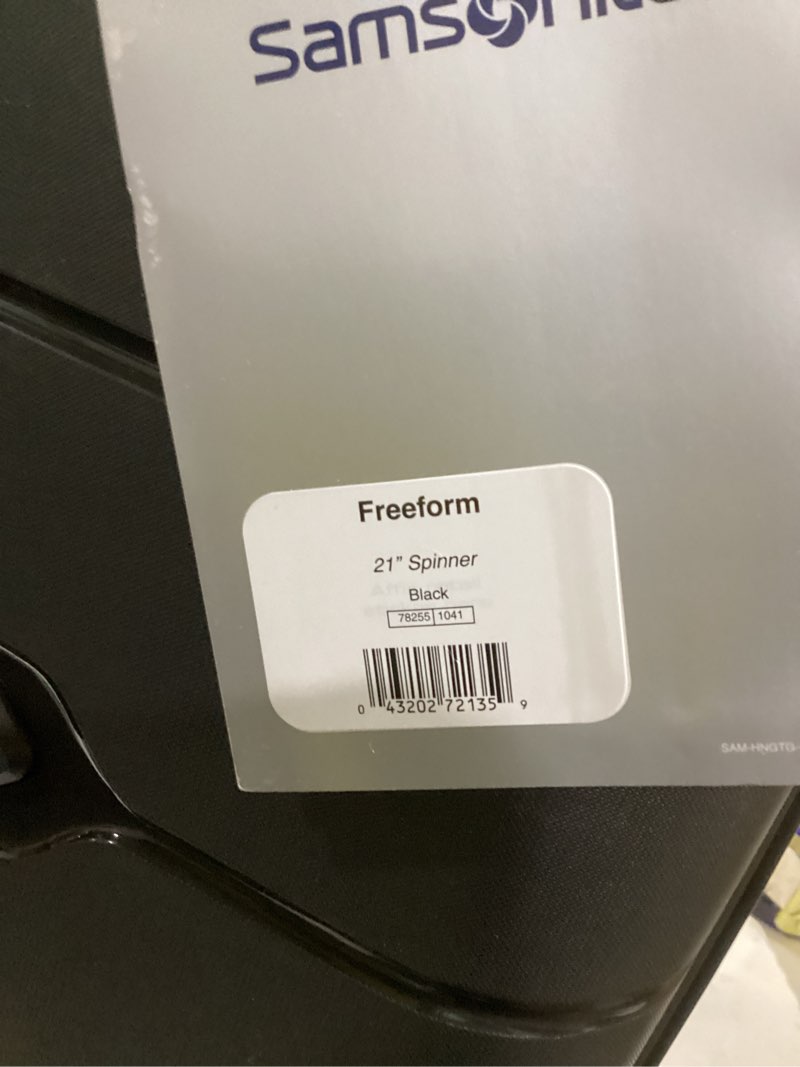 Samsonite
Freeform
21" Spinner
Black
78255 1041
0 43202 72135 9
SAM-HNGTG-